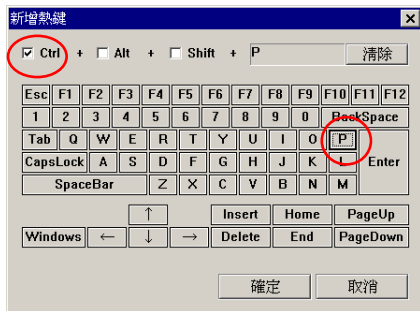 新增熱鍵
Ctrl + Alt + Shift + P 清除
Esc F1 F2 F3 F4 F5 F6 F7 F8 F9 F10 F11 F12
1 2 3 4 5 6 7 8 9 0 BackSpace
Tab Q W E R T Y U I O P
CapsLock A S D F G H J K L Enter
SpaceBar Z X C V B N M
↑ Insert Home PageUp
Windows ← ↓ → Delete End PageDown
確定 取消